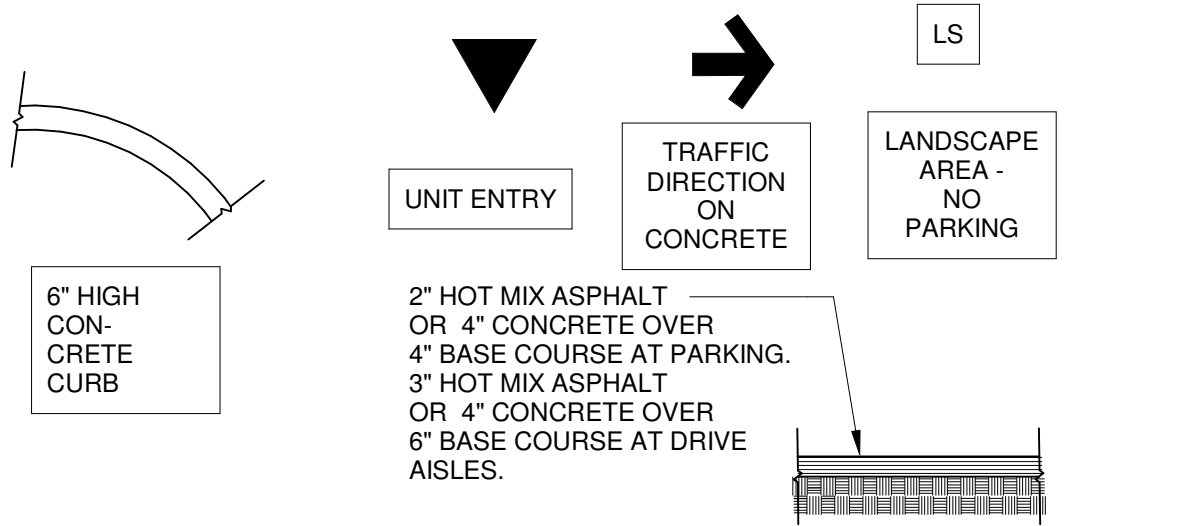 LS
UNIT ENTRY
TRAFFIC
DIRECTION
ON
CONCRETE
LANDSCAPE
AREA -
NO
PARKING
6" HIGH
CON-
CRETE
CURB
2" HOT MIX ASPHALT
OR 4" CONCRETE OVER
4" BASE COURSE AT PARKING.
3" HOT MIX ASPHALT
OR 4" CONCRETE OVER
6" BASE COURSE AT DRIVE
AISLES.